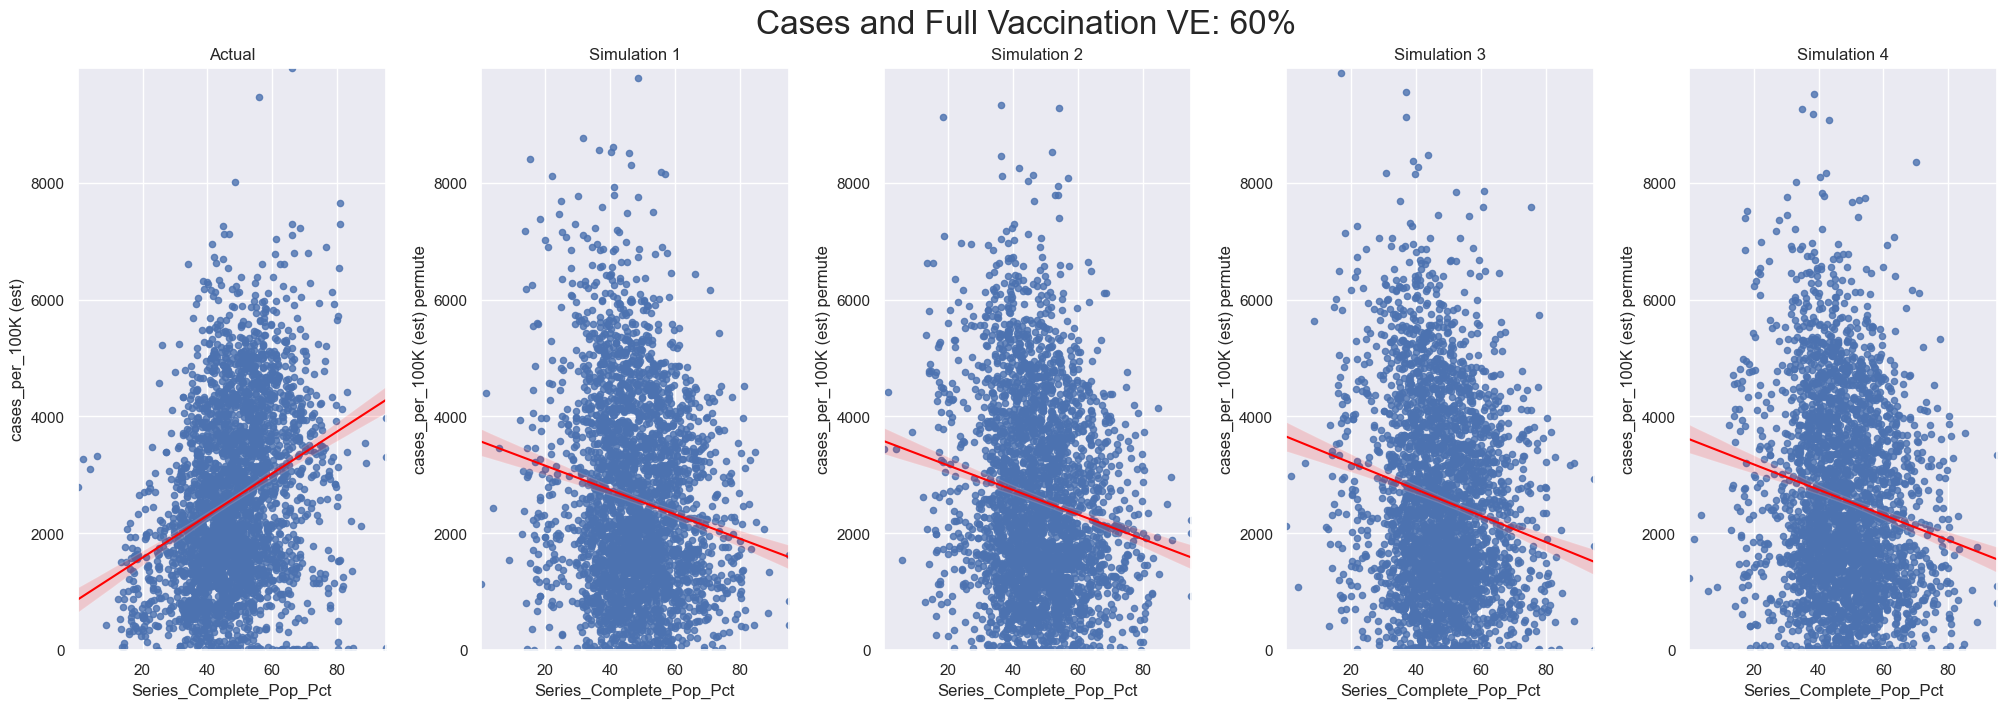 Cases and Full Vaccination VE: 60%
Actual
cases_per_100K (est)
8000
6000
4000
2000
0
20 40 60 80
Series_Complete_Pop_Pct
Simulation 1
cases_per_100K (est) permute
8000
6000
4000
2000
0
20 40 60 80
Series_Complete_Pop_Pct
Simulation 2
cases_per_100K (est) permute
8000
6000
4000
2000
0
20 40 60 80
Series_Complete_Pop_Pct
Simulation 3
cases_per_100K (est) permute
8000
6000
4000
2000
0
20 40 60 80
Series_Complete_Pop_Pct
Simulation 4
cases_per_100K (est) permute
8000
6000
4000
2000
0
20 40 60 80
Series_Complete_Pop_Pct